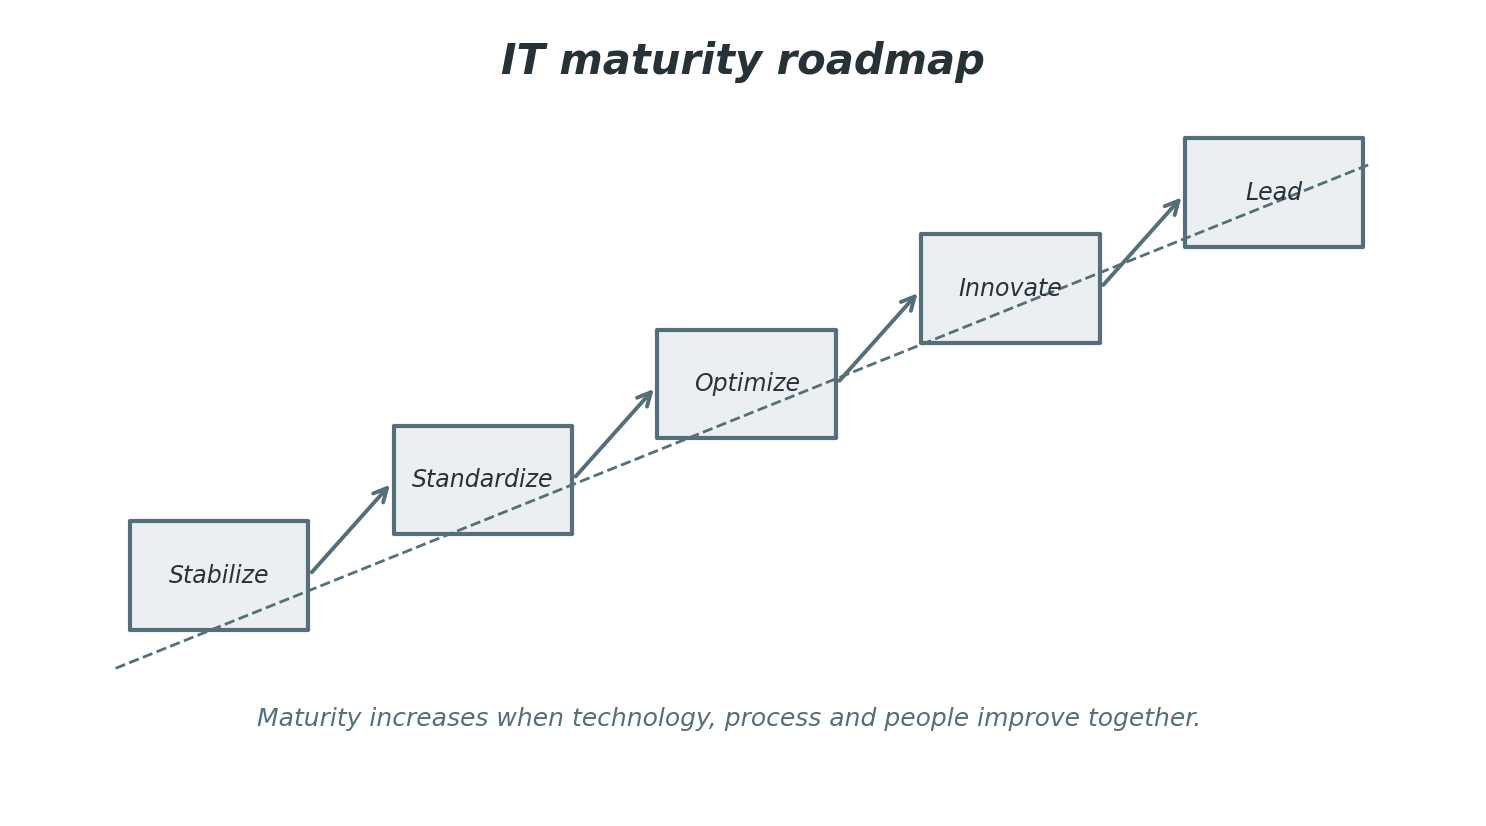 IT maturity roadmap
Stabilize
Standardize
Optimize
Innovate
Lead
Maturity increases when technology, process and people improve together.